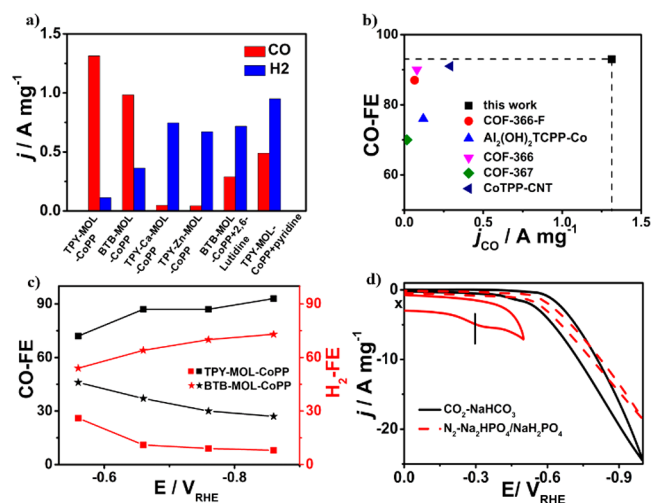 a)
j / A mg-1
1.5
1.0
0.5
0.0
CO
H2
TPY-MOL
-CoPP
BTB-MOL
-CoPP
TPY-Ca-MOL
-CoPP
TPY-Zn-MOL
-CoPP
BTB-MOL
-CoPP+2,6-
Lutidine
TPY-MOL-
CoPP+pyridine
b)
CO-FE
100
80
60
this work
COF-366-F
Al2(OH)2TCPP-Co
COF-366
COF-367
CoTPP-CNT
0.0 0.5 1.0 1.5
jCO / A mg-1
c)
CO-FE
90
60
30
0
TPY-MOL-CoPP
BTB-MOL-CoPP
90
60
30
0
H2-FE
-0.6 -0.8
E / VRHE
d)
j / A mg-1
0
x
-5
-10
-15
-20
CO2-NaHCO3
N2-Na2HPO4/NaH2PO4
0.0 -0.3 -0.6 -0.9
E/ VRHE